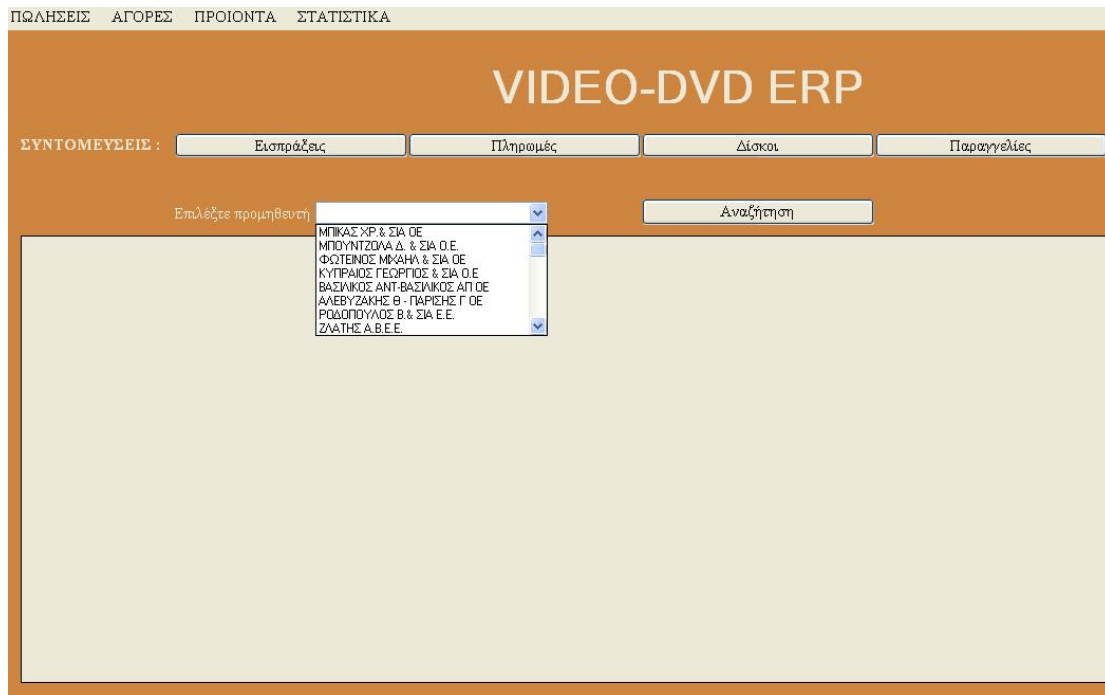 ΠΩΛΗΣΕΙΣ ΑΓΟΡΕΣ ΠΡΟΙΟΝΤΑ ΣΤΑΤΙΣΤΙΚΑ
VIDEO-DVD ERP
ΣΥΝΤΟΜΕΥΣΕΙΣ : Εισπράξεις Πληρωμές Δίσκοι Παραγγελίες
Επιλέξτε προμηθευτή Αναζήτηση
ΜΠΙΚΑΣ ΧΡ.& ΣΙΑ ΟΕ
ΜΠΟΥΝΤΖΟΛΑ Δ. & ΣΙΑ Ο.Ε.
ΦΩΤΕΙΝΟΣ ΜΙΧΑΗΛ & ΣΙΑ ΟΕ
ΚΥΠΡΑΙΟΣ ΓΕΩΡΓΙΟΣ & ΣΙΑ Ο.Ε
ΒΑΣΙΛΙΚΟΣ ΑΝΤ-ΒΑΣΙΛΙΚΟΣ ΑΠ ΟΕ
ΑΛΕΒΥΖΑΚΗΣ Θ - ΠΑΡΙΣΗΣ Γ ΟΕ
ΡΟΔΟΠΟΥΛΟΣ Β.& ΣΙΑ Ε.Ε.
ΖΛΑΤΗΣ Α.Β.Ε.Ε.